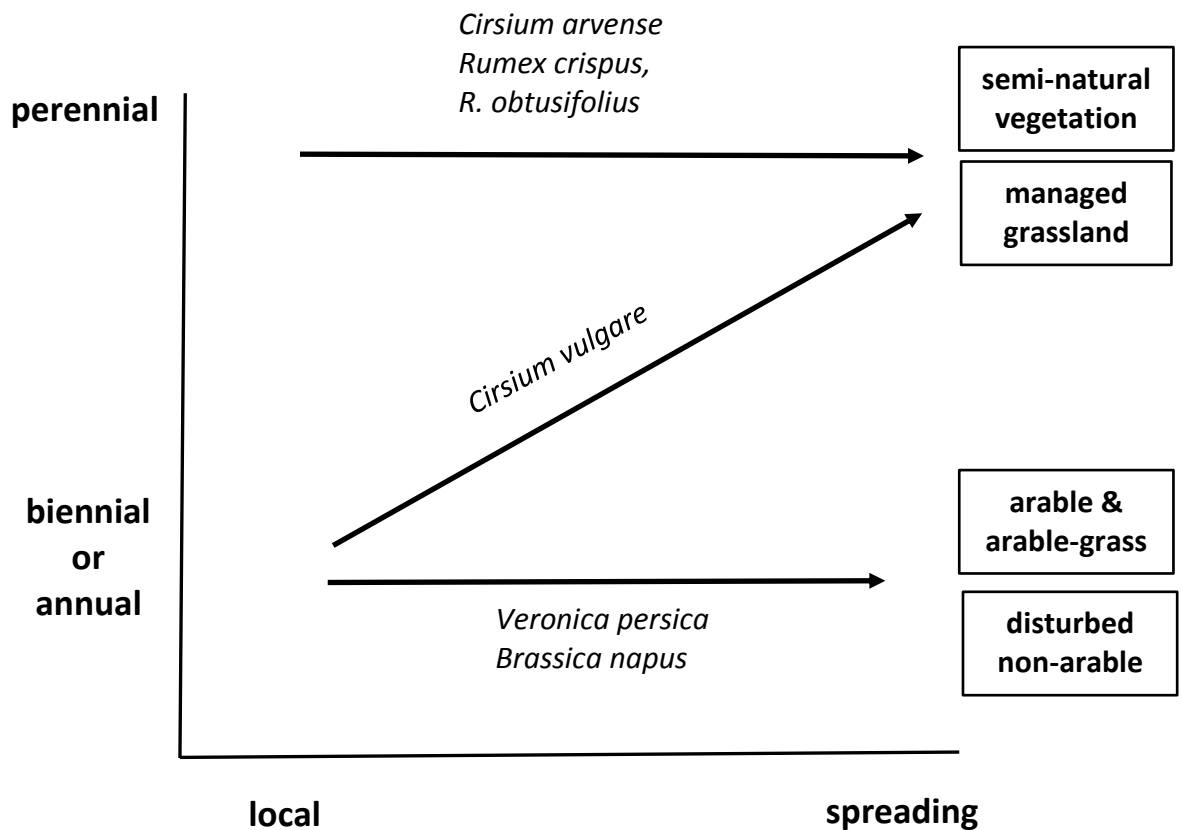 Cirsium arvense
Rumex crispus,
R. obtusifolius
perennial
semi-natural
vegetation
managed
grassland
Cirsium vulgare
biennial
or
annual
arable &
arable-grass
Veronica persica
Brassica napus
disturbed
non-arable
local
spreading